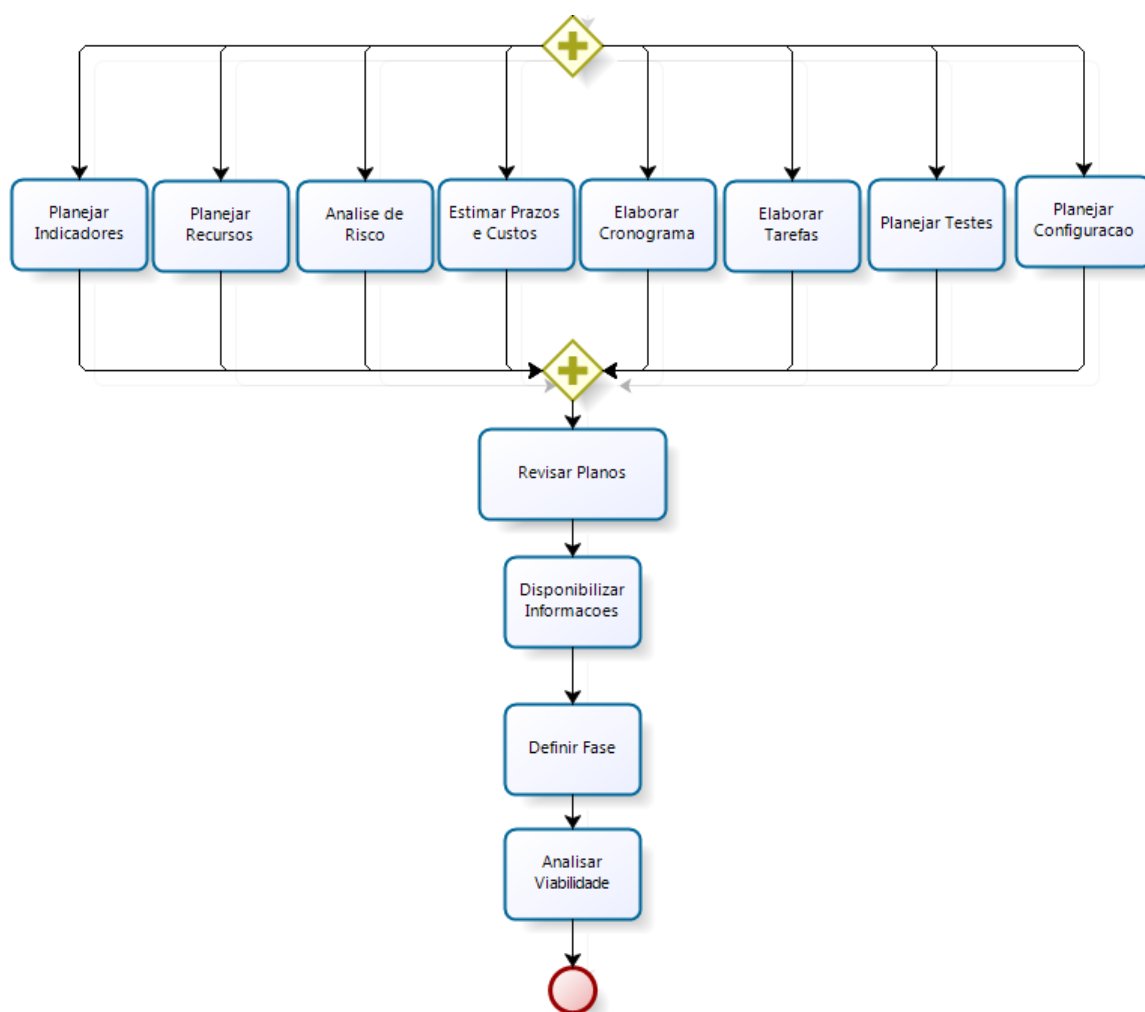 Planejar
Indicadores
Planejar
Recursos
Analise de
Risco
Estimar Prazos
e Custos
Elaborar
Cronograma
Elaborar
Tarefas
Planejar Testes
Planejar
Configuracao
Revisar Planos
Disponibilizar
Informacoes
Definir Fase
Analisar
Viabilidade